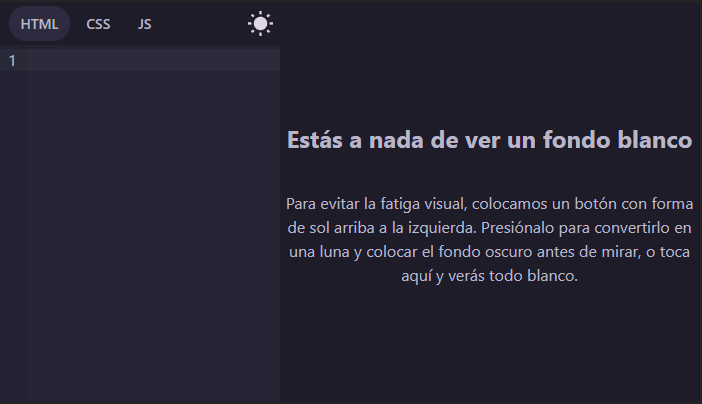 HTML CSS JS
1
Estás a nada de ver un fondo blanco
Para evitar la fatiga visual, colocamos un botón con forma
de sol arriba a la izquierda. Presiónalo para convertirlo en
una luna y colocar el fondo oscuro antes de mirar, o toca
aquí y verás todo blanco.